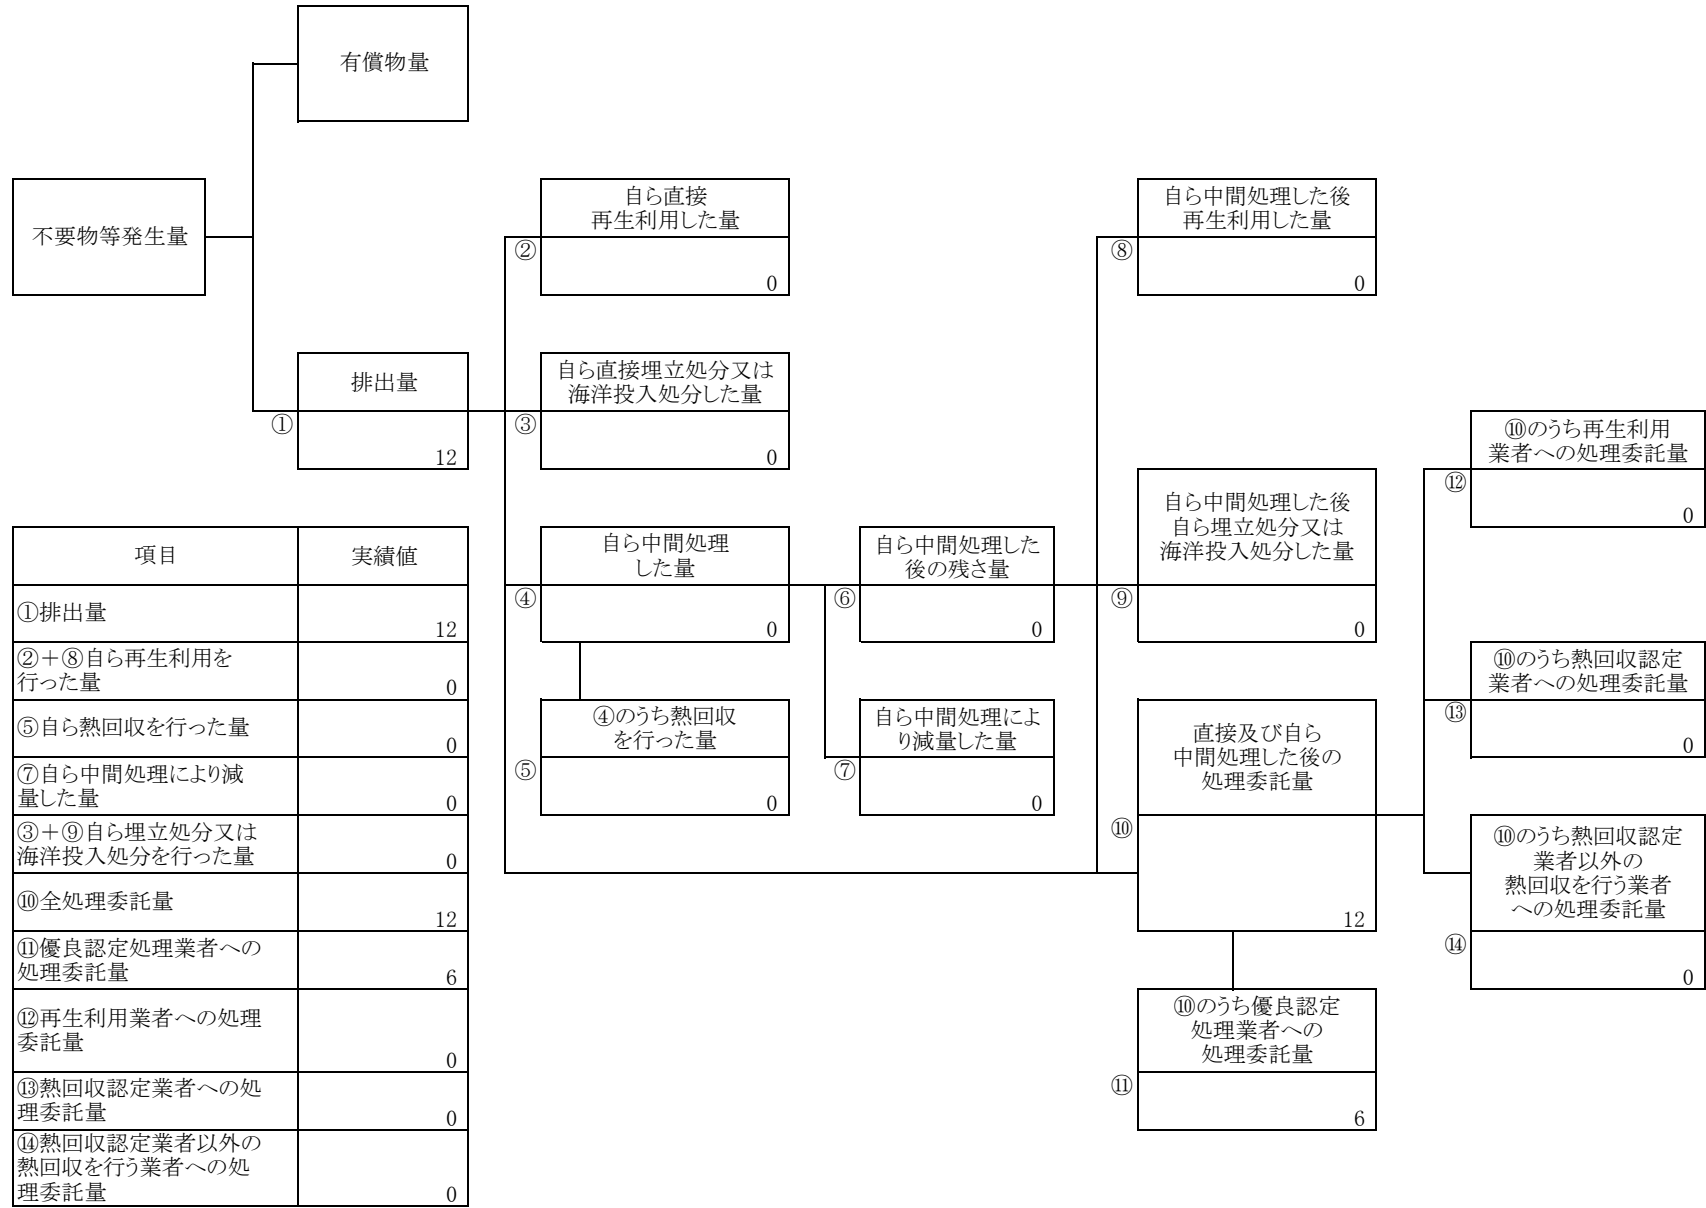 有償物量
不要物等発生量
自ら直接
再生利用した量
②
0
自ら中間処理した後
再生利用した量
⑧
0
排出量
①
12
自ら直接埋立処分又は
海洋投入処分した量
③
0
⑩のうち再生利用
業者への処理委託量
⑫
0
自ら中間処理
した量
④
0
自ら中間処理した
後の残さ量
⑥
0
自ら中間処理した後
自ら埋立処分又は
海洋投入処分した量
⑨
0
⑩のうち熱回収認定
業者への処理委託量
⑬
0
④のうち熱回収
を行った量
⑤
0
自ら中間処理によ
り減量した量
⑦
0
直接及び自ら
中間処理した後の
処理委託量
⑩
12
⑩のうち熱回収認定
業者以外の
熱回収を行う業者
への処理委託量
⑭
0
⑩のうち優良認定
処理業者への
処理委託量
⑪
6
項目 実績値
①排出量
12
②+⑧自ら再生利用を
行った量
0
⑤自ら熱回収を行った量
0
⑦自ら中間処理により減
量した量
0
③+⑨自ら埋立処分又は
海洋投入処分を行った量
0
⑩全処理委託量
12
⑪優良認定処理業者への
処理委託量
6
⑫再生利用業者への処理
委託量
0
⑬熱回収認定業者への処
理委託量
0
⑭熱回収認定業者以外の
熱回収を行う業者への処
理委託量
0